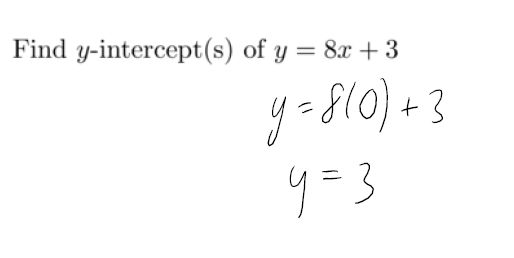 Find y-intercept(s) of y = 8x + 3
y = 8(0) + 3
y = 3